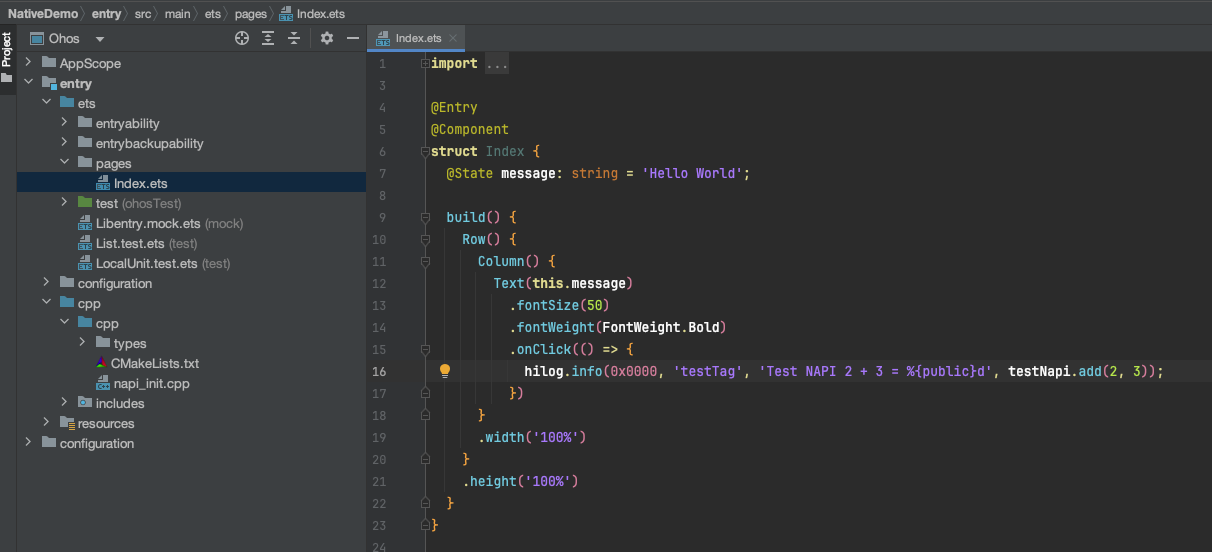 NativeDemo entry src main ets pages Index.ets
Project
Ohos
AppScope
entry
ets
entryability
entrybackupability
pages
Index.ets
test (ohosTest)
Libentry.mock.ets (mock)
List.test.ets (test)
LocalUnit.test.ets (test)
configuration
cpp
cpp
types
CMakeLists.txt
napi_init.cpp
includes
resources
configuration
Index.ets
1 import ...
3
4 @Entry
5 @Component
6 struct Index {
7 @State message: string = 'Hello World';
8
9 build() {
10 Row() {
11 Column() {
12 Text(this.message)
13 .fontSize(50)
14 .fontWeight(FontWeight.Bold)
15 .onClick(() => {
16 hilog.info(0x0000, 'testTag', 'Test NAPI 2 + 3 = %{public}d', testNapi.add(2, 3));
17 })
18 }
19 .width('100%')
20 }
21 .height('100%')
22 }
23 }
24